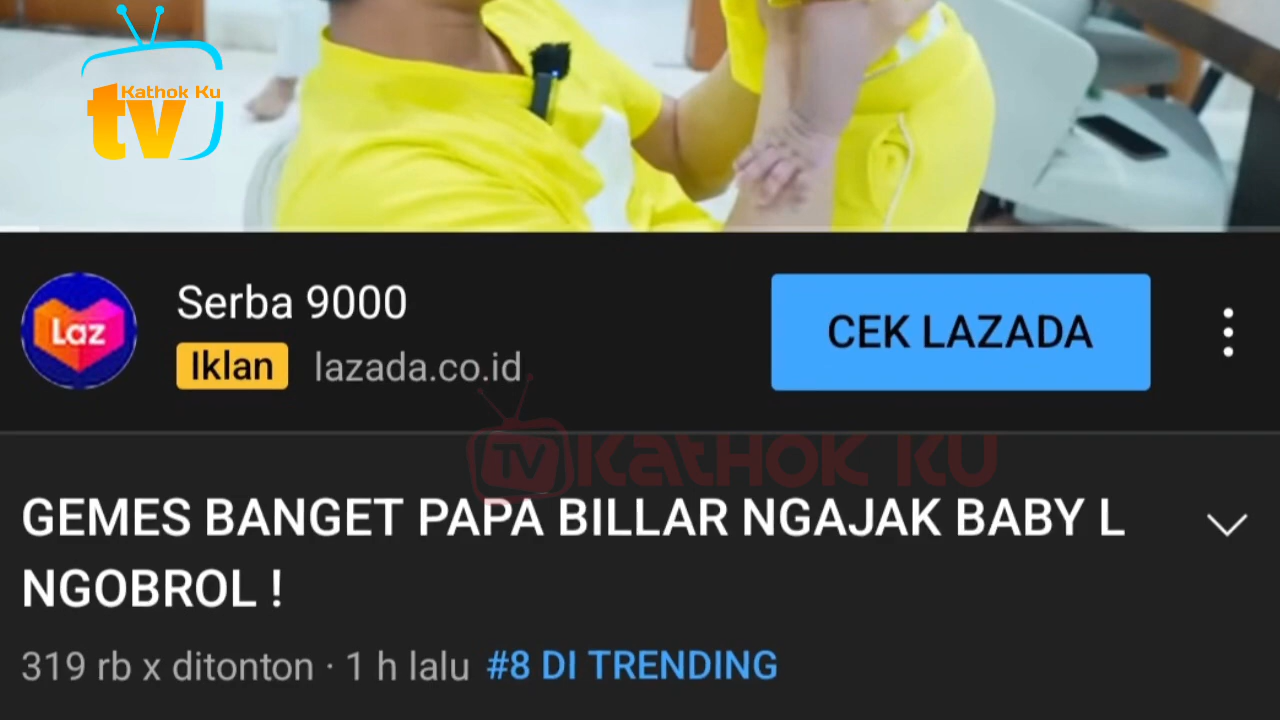 Kathok Ku
tv
Serba 9000
Laz
Iklan lazada.co.id
CEK LAZADA
TV KATHOK KU
GEMES BANGET PAPA BILLAR NGAJAK BABY L
NGOBROL !
319 rb x ditonton · 1 h lalu #8 DI TRENDING